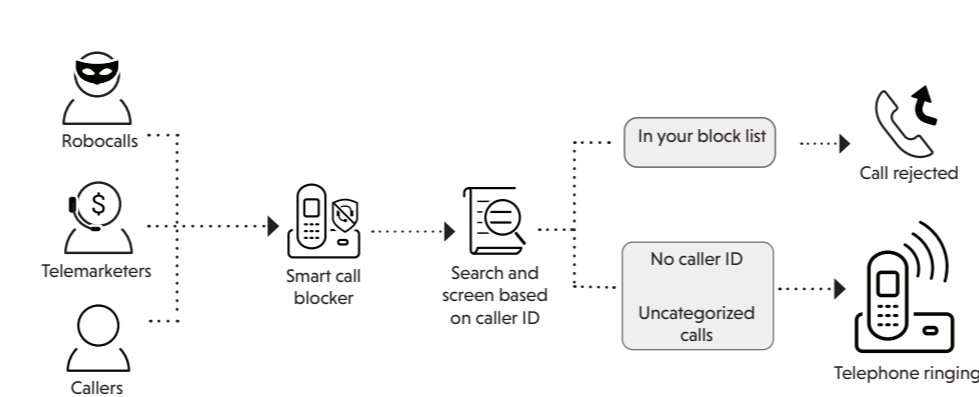 Robocalls
$
Telemarketers
Callers
Smart call
blocker
Search and
screen based
on caller ID
In your block list
Call rejected
No caller ID
Uncategorized
calls
Telephone ringing